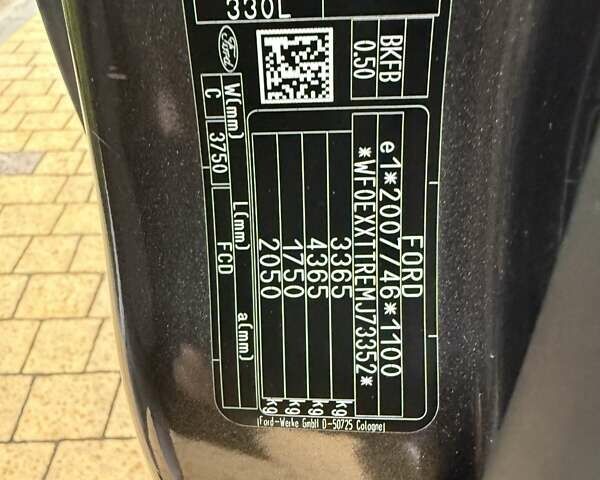 FORD
e1*2007/46*1100
*WF0EXXTTREMJ73352*
3365 kg
4365 kg
1750 kg
2050 kg
BKFB
0.50
Ford
W(mm) L(mm) a(mm)
C 3750 FCD
330L
Ford-Werke GmbH D-50725 Cologne